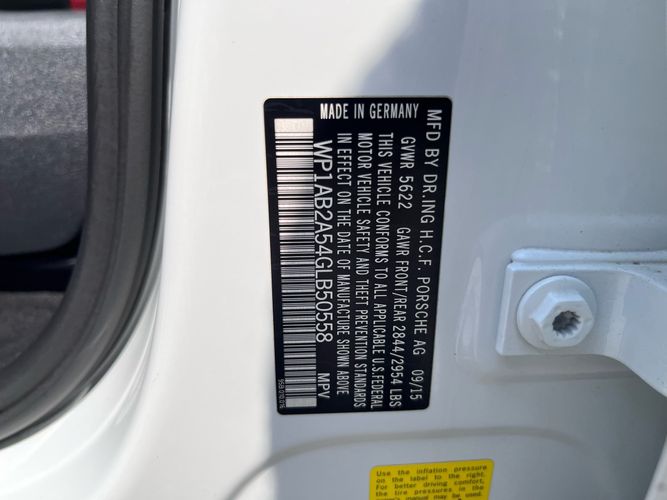 MADE IN GERMANY
MFD BY DR.ING H.C.F. PORSCHE AG 09/15
GVWR 5622 GAWR FRONT/REAR 2844/2954 LBS
THIS VEHICLE CONFORMS TO ALL APPLICABLE U.S.FEDERAL
MOTOR VEHICLE SAFETY AND THEFT PREVENTION STANDARDS
IN EFFECT ON THE DATE OF MANUFACTURE SHOWN ABOVE
WP1AB2A54GLB50558 MPV
Use the inflation pressure
on the label to the right.
For better driving comfort,
the tire pressures on the